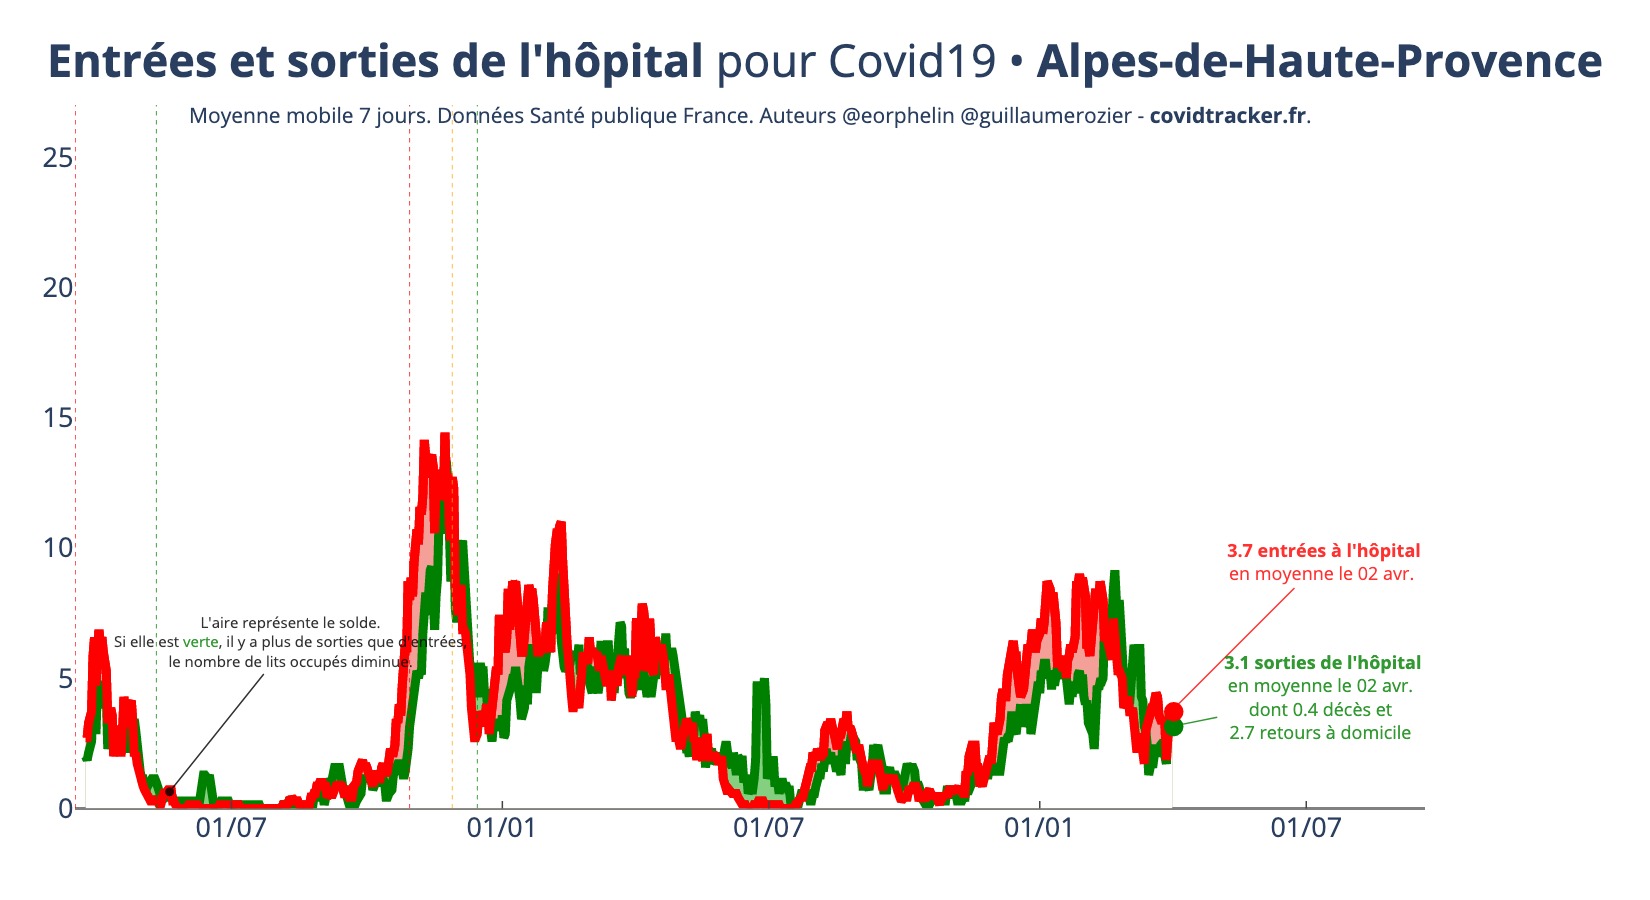 Entrées et sorties de l'hôpital pour Covid19 • Alpes-de-Haute-Provence
Moyenne mobile 7 jours. Données Santé publique France. Auteurs @eorphelin @guillaumerozier - covidtracker.fr.
25
20
15
10
5
0
L'aire représente le solde.
Si elle est verte, il y a plus de sorties que d'entrées,
le nombre de lits occupés diminue.
3.7 entrées à l'hôpital
en moyenne le 02 avr.
3.1 sorties de l'hôpital
en moyenne le 02 avr.
dont 0.4 décès et
2.7 retours à domicile
01/07
01/01
01/07
01/01
01/07